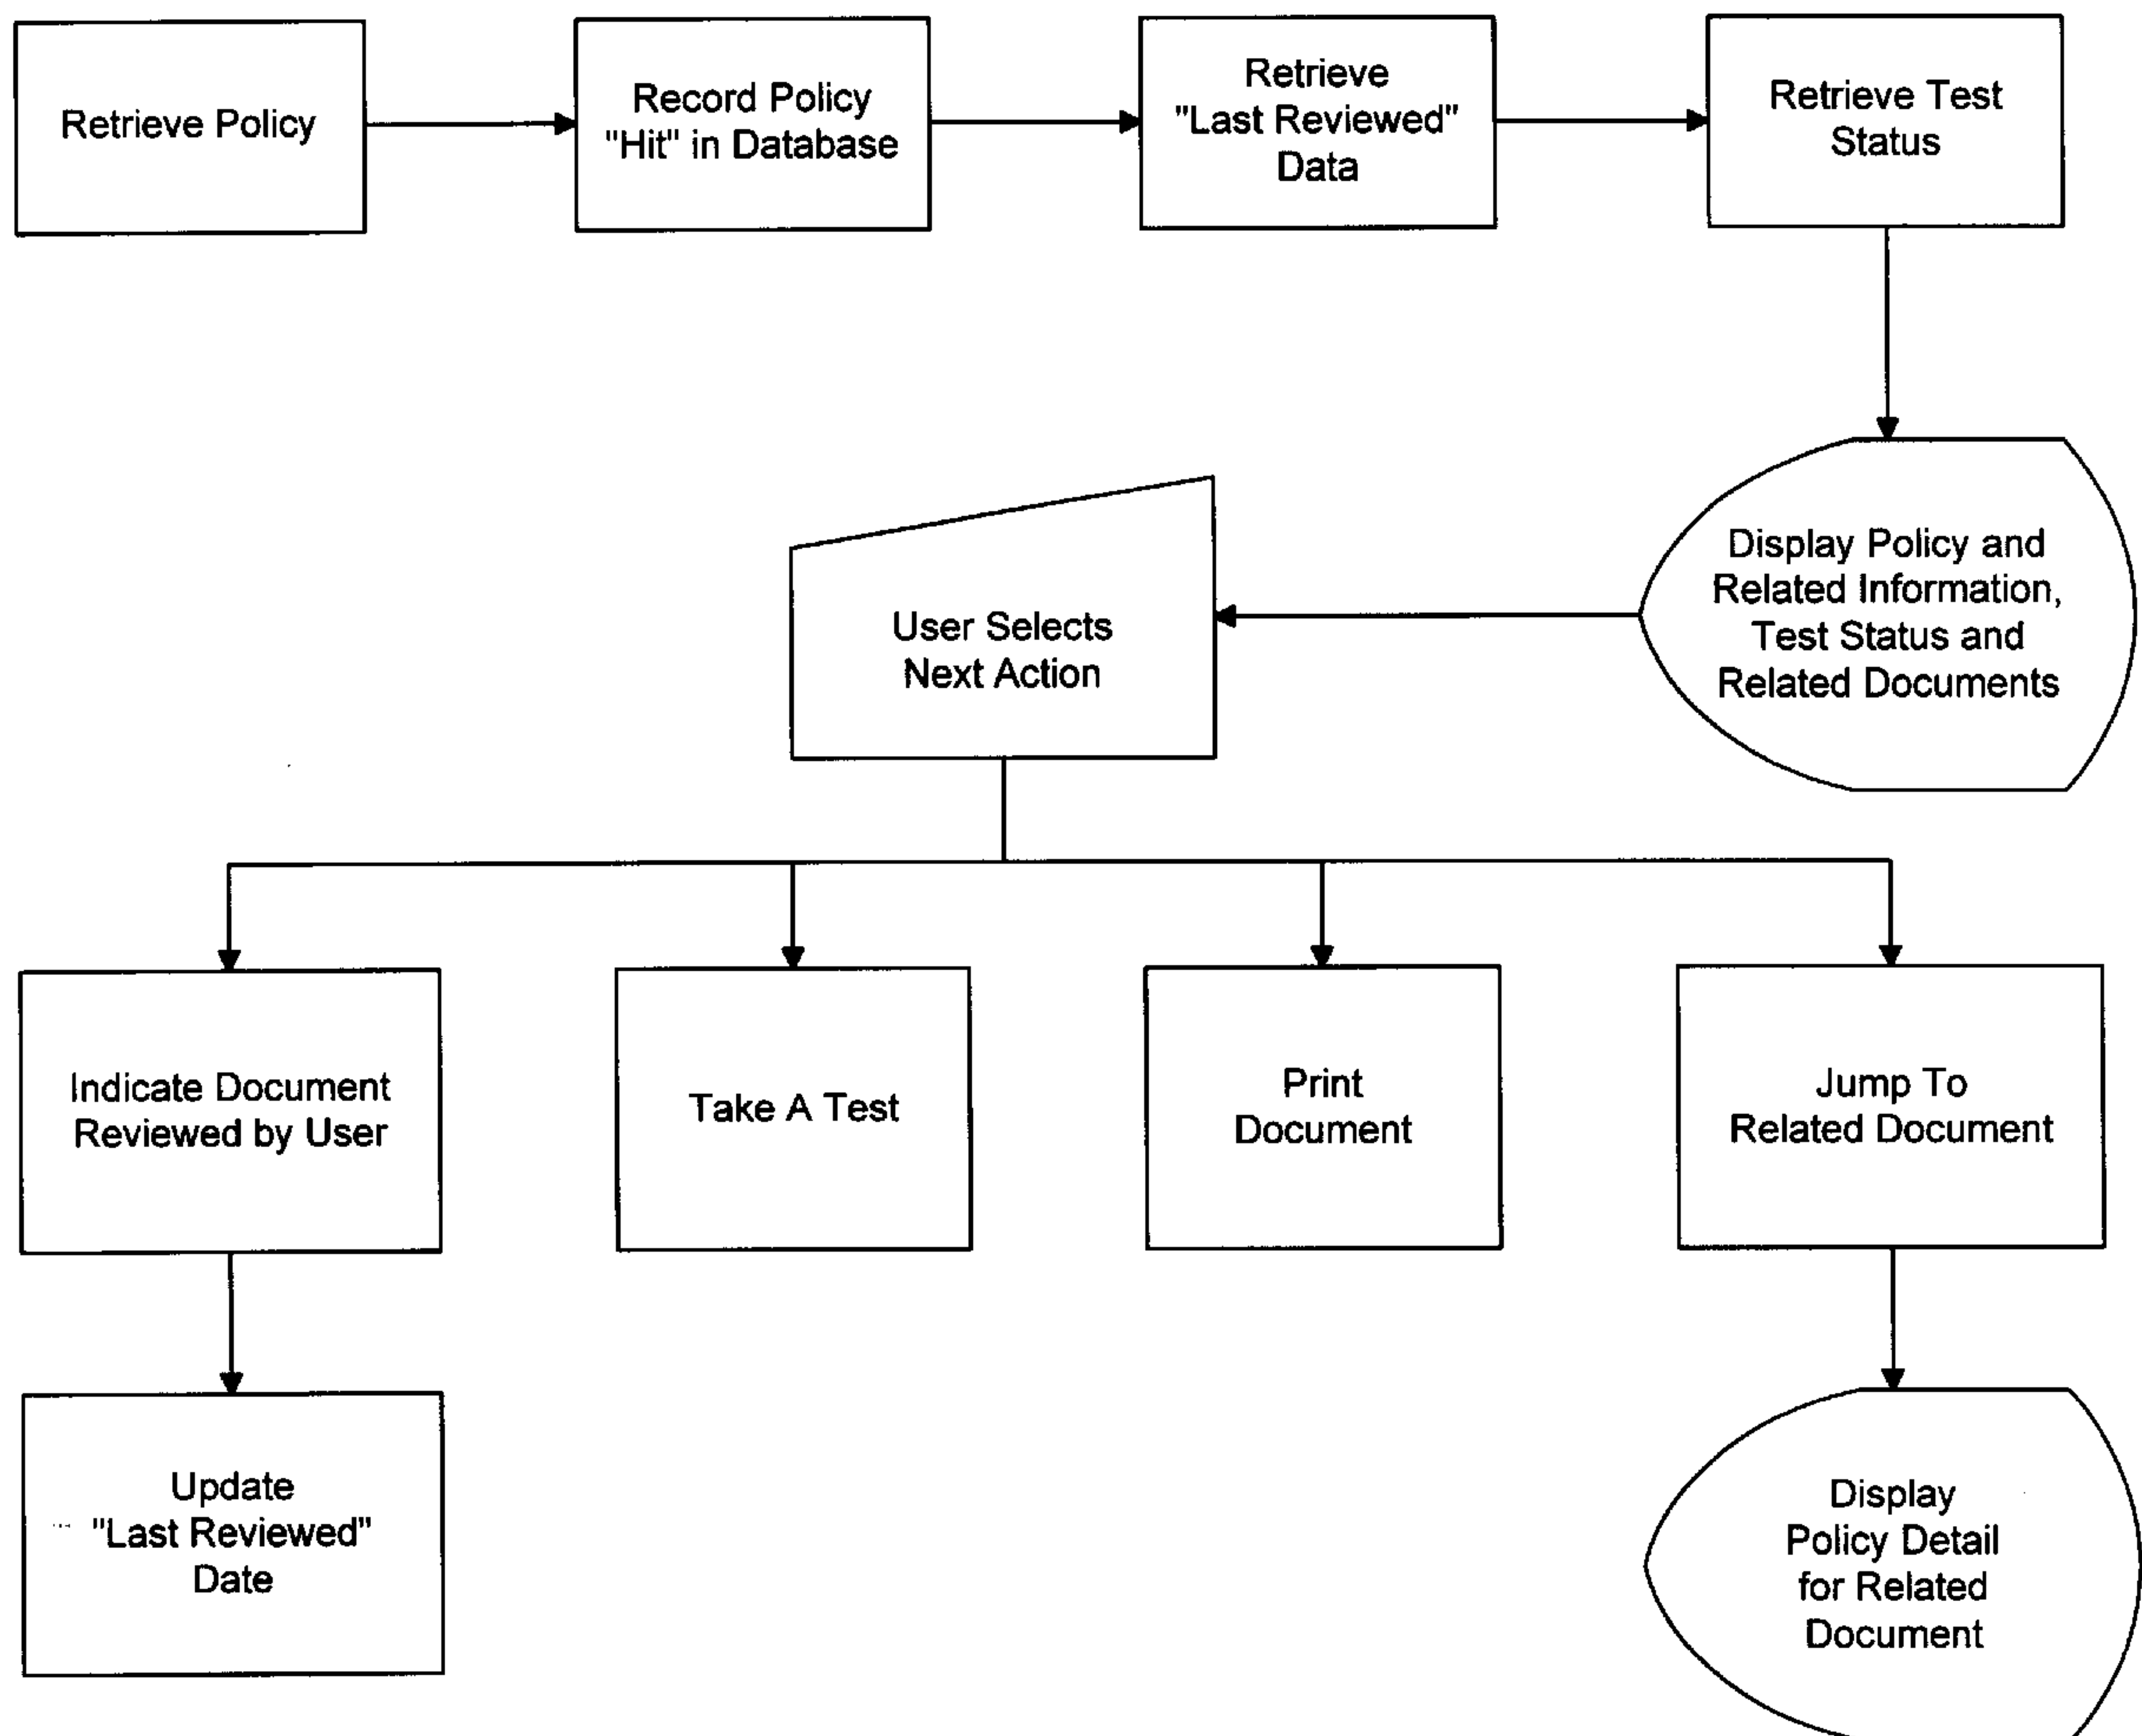 Retrieve Policy
Record Policy
"Hit" in Database
Retrieve
"Last Reviewed"
Data
Retrieve Test
Status
Display Policy and
Related Information,
Test Status and
Related Documents
User Selects
Next Action
Indicate Document
Reviewed by User
Take A Test
Print
Document
Jump To
Related Document
Update
"Last Reviewed"
Date
Display
Policy Detail
for Related
Document